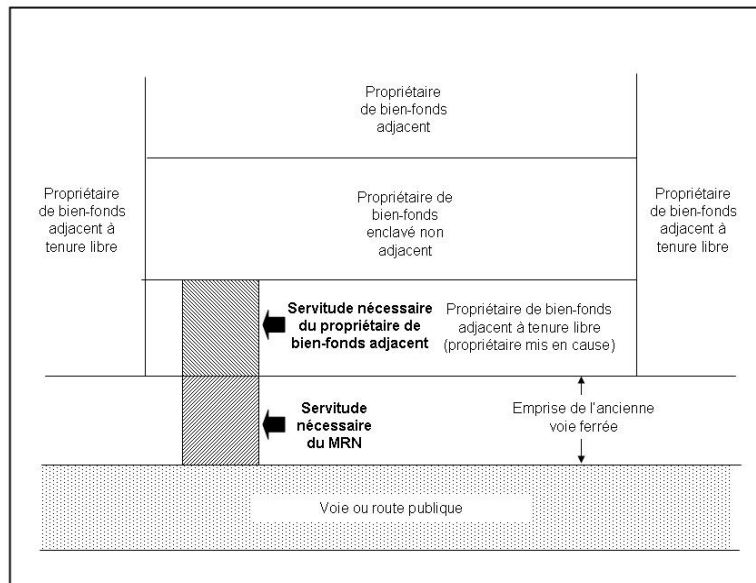 Propriétaire
de bien-fonds
adjacent
Propriétaire
de bien-fonds
adjacent à
tenure libre
Propriétaire de
bien-fonds
enclavé non
adjacent
Propriétaire
de bien-fonds
adjacent à
tenure libre
Servitude nécessaire
du propriétaire de
bien-fonds adjacent
Propriétaire de bien-fonds
adjacent à tenure libre
(propriétaire mis en cause)
Servitude
nécessaire
du MRN
Emprise de l'ancienne
voie ferrée
Voie ou route publique